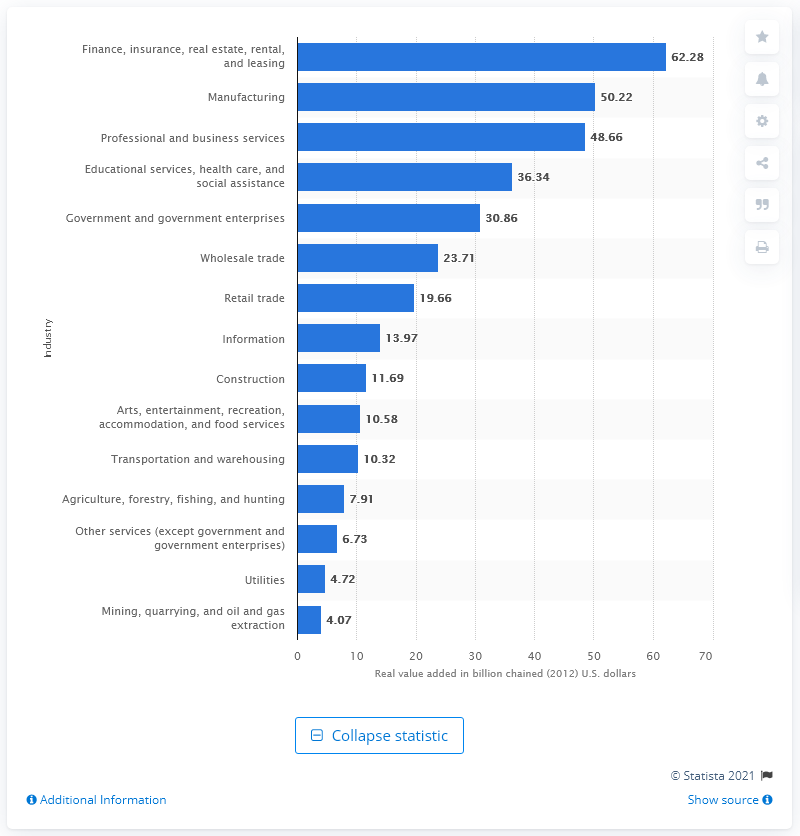 Finance, insurance, real estate, rental,
and leasing
62.28
Manufacturing
50.22
Professional and business services
48.66
Educational services, health care, and
social assistance
36.34
Government and government enterprises
30.86
Wholesale trade
23.71
Retail trade
19.66
Information
13.97
Construction
11.69
Arts, entertainment, recreation,
accommodation, and food services
10.58
Transportation and warehousing
10.32
Agriculture, forestry, fishing, and hunting
7.91
Other services (except government and
government enterprises)
6.73
Utilities
4.72
Mining, quarrying, and oil and gas
extraction
4.07
Industry
0 10 20 30 40 50 60 70
Real value added in billion chained (2012) U.S. dollars
Collapse statistic
© Statista 2021
Additional Information
Show source